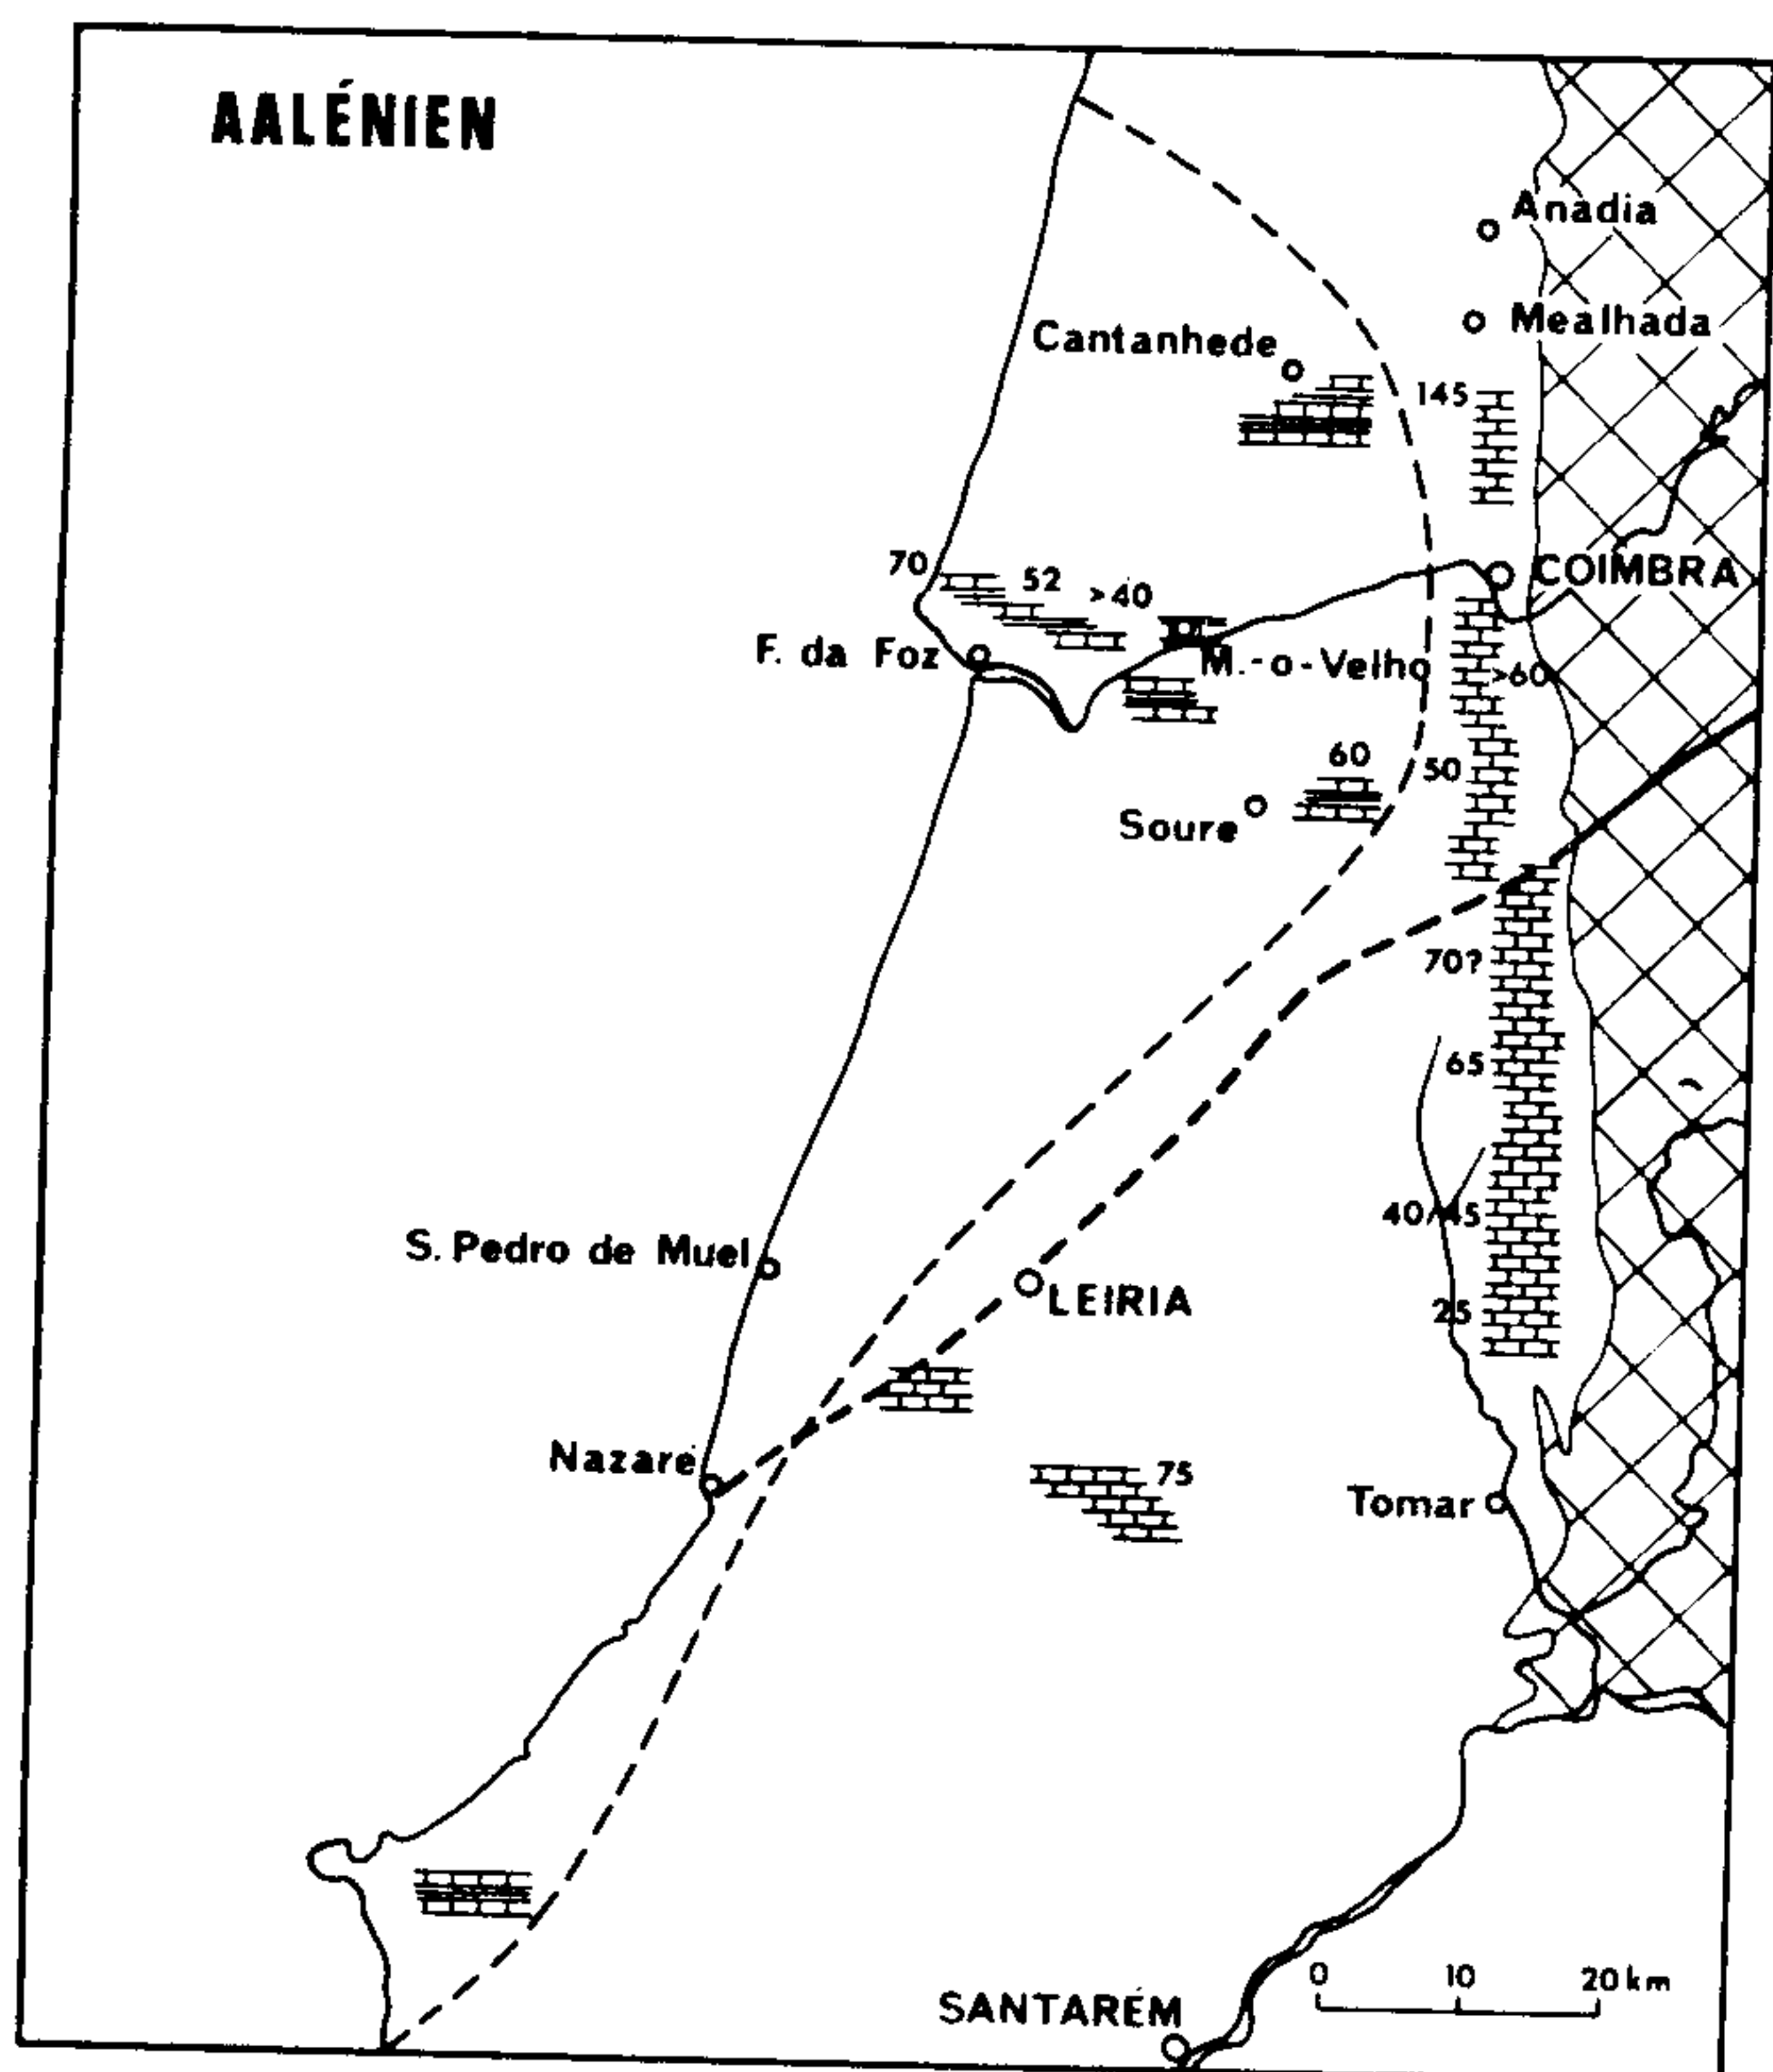 AALÉNIEN
Anadia
Mealhada
Cantanhede
145
COIMBRA
70
52
>40
F. da Foz
M.-o-Velho
>60
60
50
Soure
70?
65
40/45
S. Pedro de Muel
LEIRIA
25
Nazaré
75
Tomar
0 10 20 km
SANTARÉM